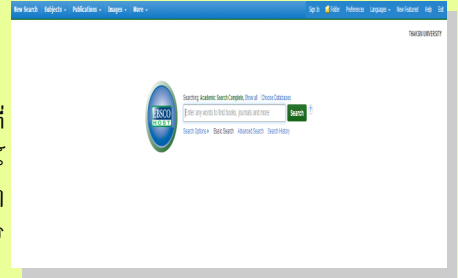 New Search Subjects Publications Images More Sign In Folder Preferences Languages New Features! Help Exit
THAKSIN UNIVERSITY
Searching: Academic Search Complete, Show all Choose Databases
EBSCO HOST
Enter any words to find books, journals and more Search ?
Search Options Basic Search Advanced Search Search History